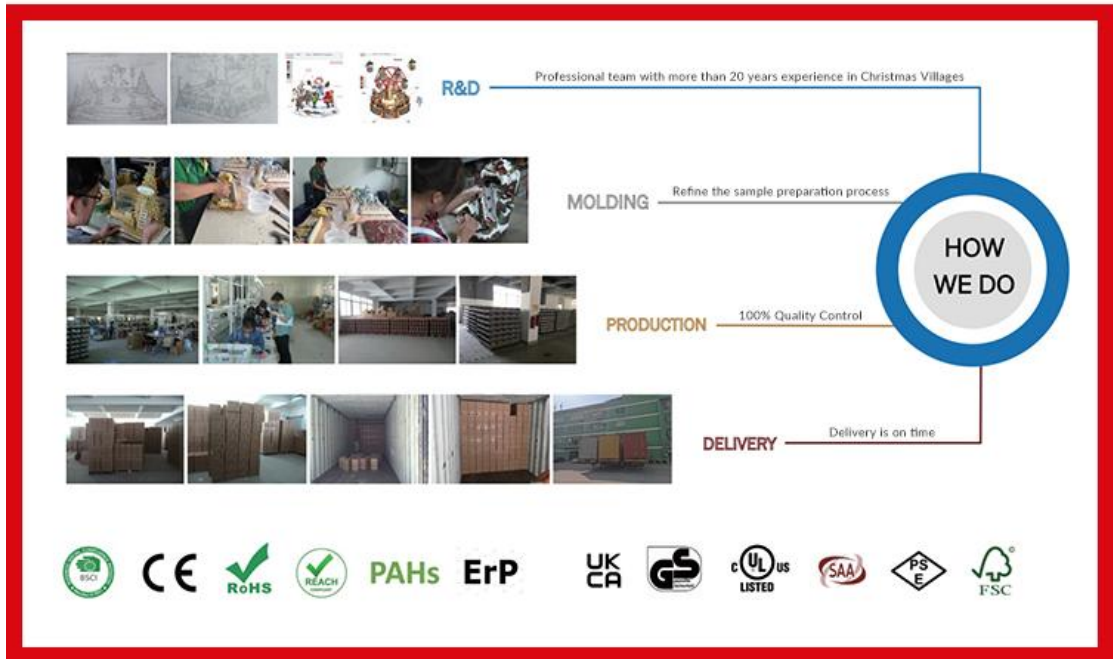 R&D
Professional team with more than 20 years experience in Christmas Villages
MOLDING
Refine the sample preparation process
HOW
WE DO
PRODUCTION
100% Quality Control
DELIVERY
Delivery is on time
BSCI
CE
RoHS
REACH
COMPLIANT
PAHs
ErP
UK
CA
GS
C UL US
LISTED
SAA
PS
E
FSC